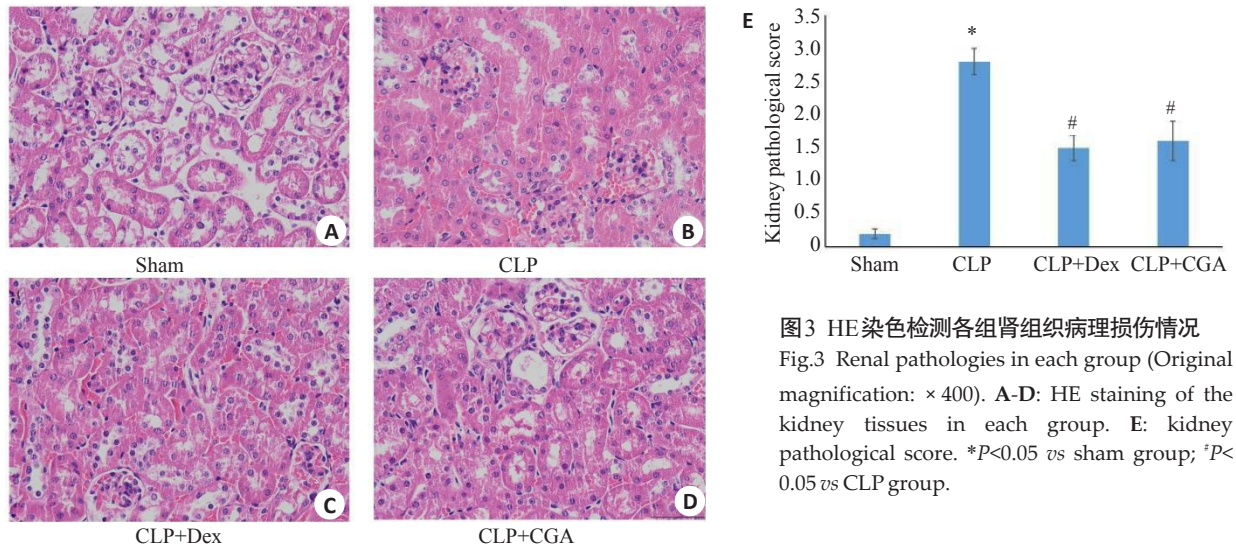 A
Sham
B
CLP
C
CLP+Dex
D
CLP+CGA
E
Kidney pathological score
3.5
3.0
2.5
2.0
1.5
1.0
0.5
0
*
#
#
Sham CLP CLP+Dex CLP+CGA
图3 HE染色检测各组肾组织病理损伤情况
Fig.3 Renal pathologies in each group (Original
magnification: × 400). A-D: HE staining of the
kidney tissues in each group. E: kidney
pathological score. *P<0.05 vs sham group; #P<
0.05 vs CLP group.